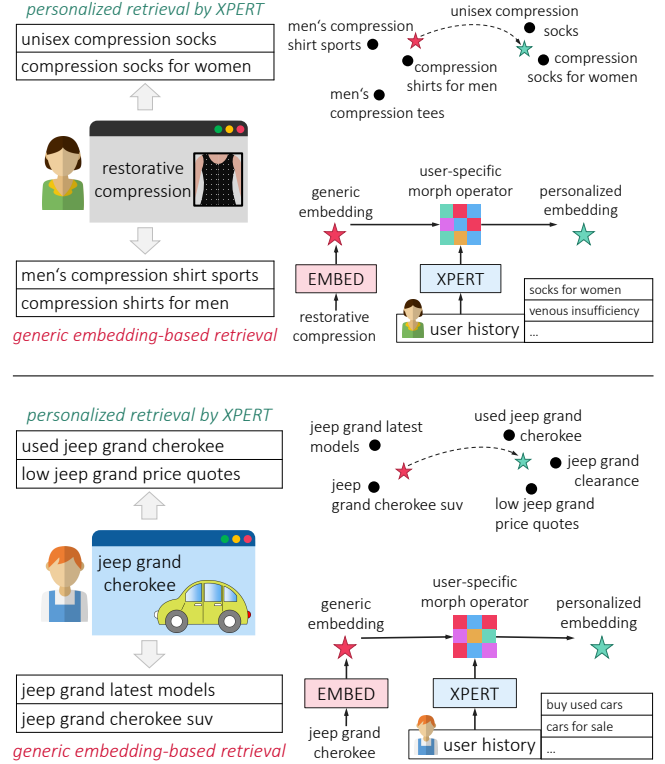 personalized retrieval by XPERT
unisex compression socks
compression socks for women
restorative
compression
men‘s compression shirt sports
compression shirts for men
generic embedding-based retrieval
men‘s compression
shirt sports
unisex compression
socks
compression
shirts for men
compression
socks for women
men‘s
compression tees
generic
embedding
user-specific
morph operator
personalized
embedding
EMBED
XPERT
restorative
compression
user history
socks for women
venous insufficiency
...
personalized retrieval by XPERT
used jeep grand cherokee
low jeep grand price quotes
jeep grand
cherokee
jeep grand latest models
jeep grand cherokee suv
generic embedding-based retrieval
jeep grand latest
models
used jeep grand
cherokee
jeep
grand cherokee suv
jeep grand
clearance
low jeep grand
price quotes
generic
embedding
user-specific
morph operator
personalized
embedding
EMBED
XPERT
jeep grand
cherokee
user history
buy used cars
cars for sale
...